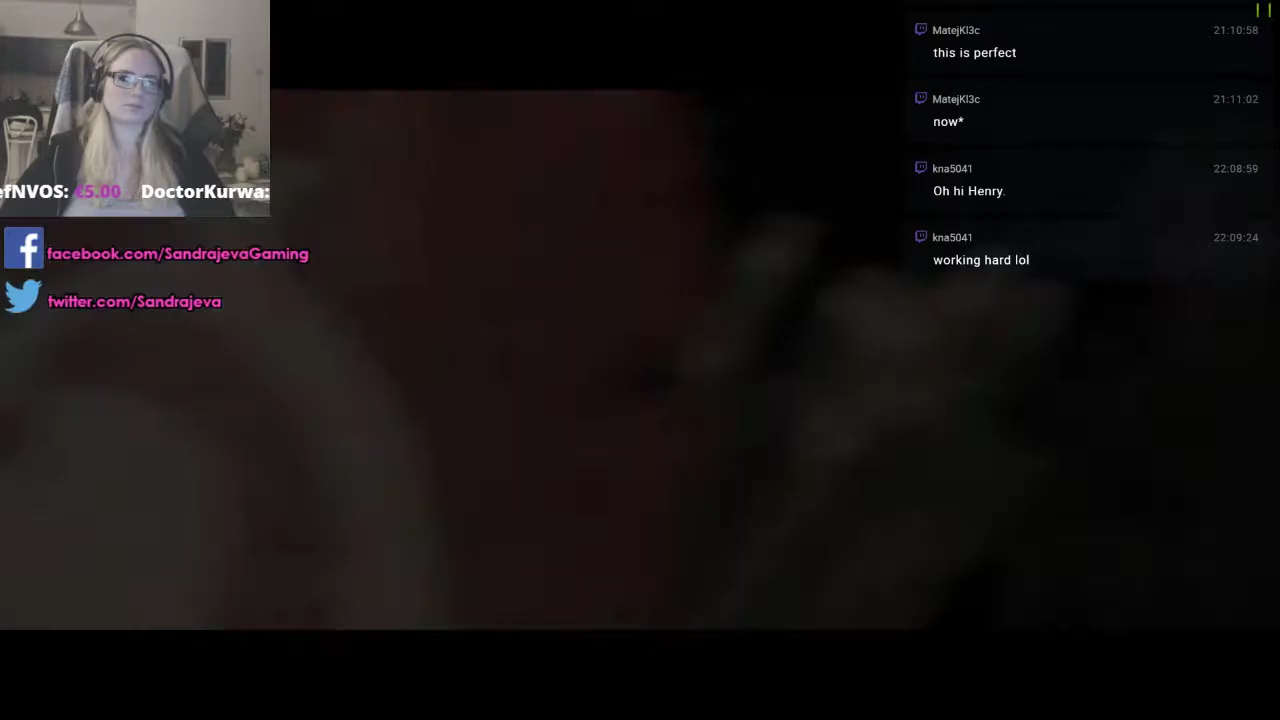 efNVOS: €5.00 DoctorKurwa:
facebook.com/SandrajevaGaming
twitter.com/Sandrajeva
MatejKl3c 21:10:58
this is perfect
MatejKl3c 21:11:02
now*
kna5041 22:08:59
Oh hi Henry.
kna5041 22:09:24
working hard lol